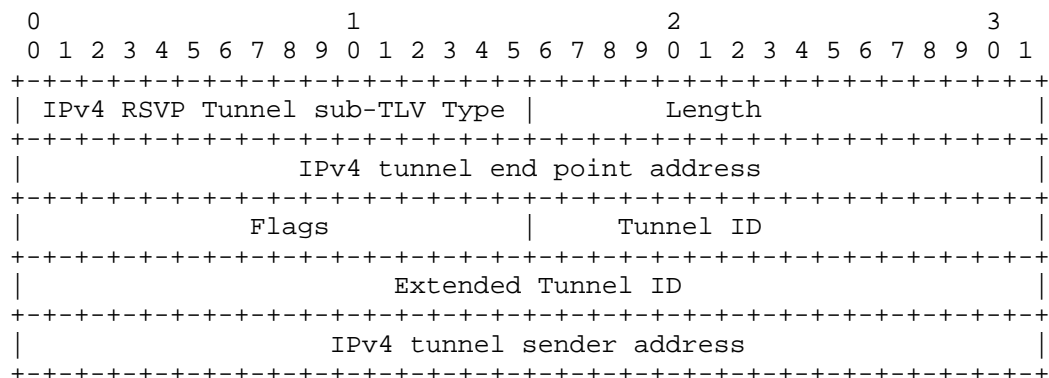 0                   1                   2                   3
 0 1 2 3 4 5 6 7 8 9 0 1 2 3 4 5 6 7 8 9 0 1 2 3 4 5 6 7 8 9 0 1
+-+-+-+-+-+-+-+-+-+-+-+-+-+-+-+-+-+-+-+-+-+-+-+-+-+-+-+-+-+-+-+-+
| IPv4 RSVP Tunnel sub-TLV Type |        Length                 |
+-+-+-+-+-+-+-+-+-+-+-+-+-+-+-+-+-+-+-+-+-+-+-+-+-+-+-+-+-+-+-+-+
|                 IPv4 tunnel end point address                 |
+-+-+-+-+-+-+-+-+-+-+-+-+-+-+-+-+-+-+-+-+-+-+-+-+-+-+-+-+-+-+-+-+
|              Flags            |     Tunnel ID                 |
+-+-+-+-+-+-+-+-+-+-+-+-+-+-+-+-+-+-+-+-+-+-+-+-+-+-+-+-+-+-+-+-+
|                       Extended Tunnel ID                      |
+-+-+-+-+-+-+-+-+-+-+-+-+-+-+-+-+-+-+-+-+-+-+-+-+-+-+-+-+-+-+-+-+
|                   IPv4 tunnel sender address                  |
+-+-+-+-+-+-+-+-+-+-+-+-+-+-+-+-+-+-+-+-+-+-+-+-+-+-+-+-+-+-+-+-+